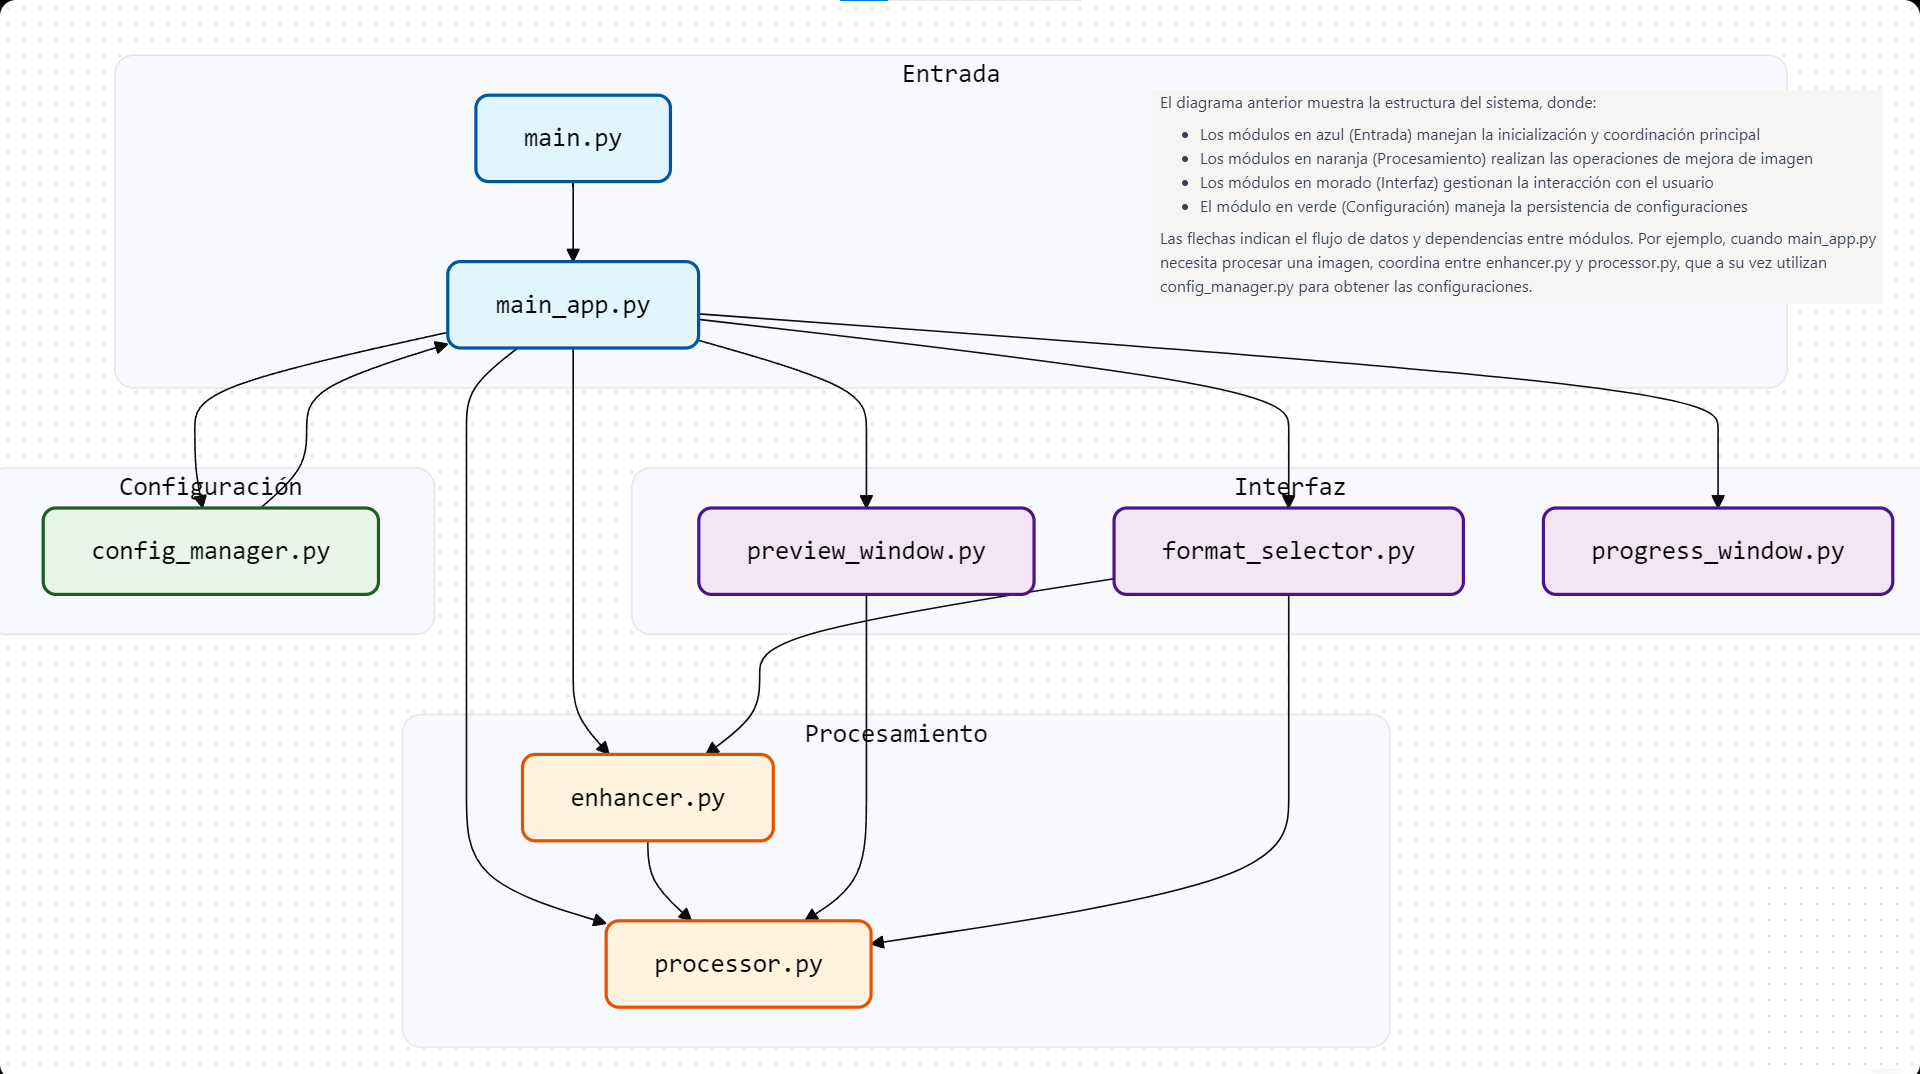 Entrada
main.py
El diagrama anterior muestra la estructura del sistema, donde:
Los módulos en azul (Entrada) manejan la inicialización y coordinación principal
Los módulos en naranja (Procesamiento) realizan las operaciones de mejora de imagen
Los módulos en morado (Interfaz) gestionan la interacción con el usuario
El módulo en verde (Configuración) maneja la persistencia de configuraciones
Las flechas indican el flujo de datos y dependencias entre módulos. Por ejemplo, cuando main_app.py
necesita procesar una imagen, coordina entre enhancer.py y processor.py, que a su vez utilizan
config_manager.py para obtener las configuraciones.
main_app.py
Configuración
config_manager.py
Interfaz
preview_window.py
format_selector.py
progress_window.py
Procesamiento
enhancer.py
processor.py